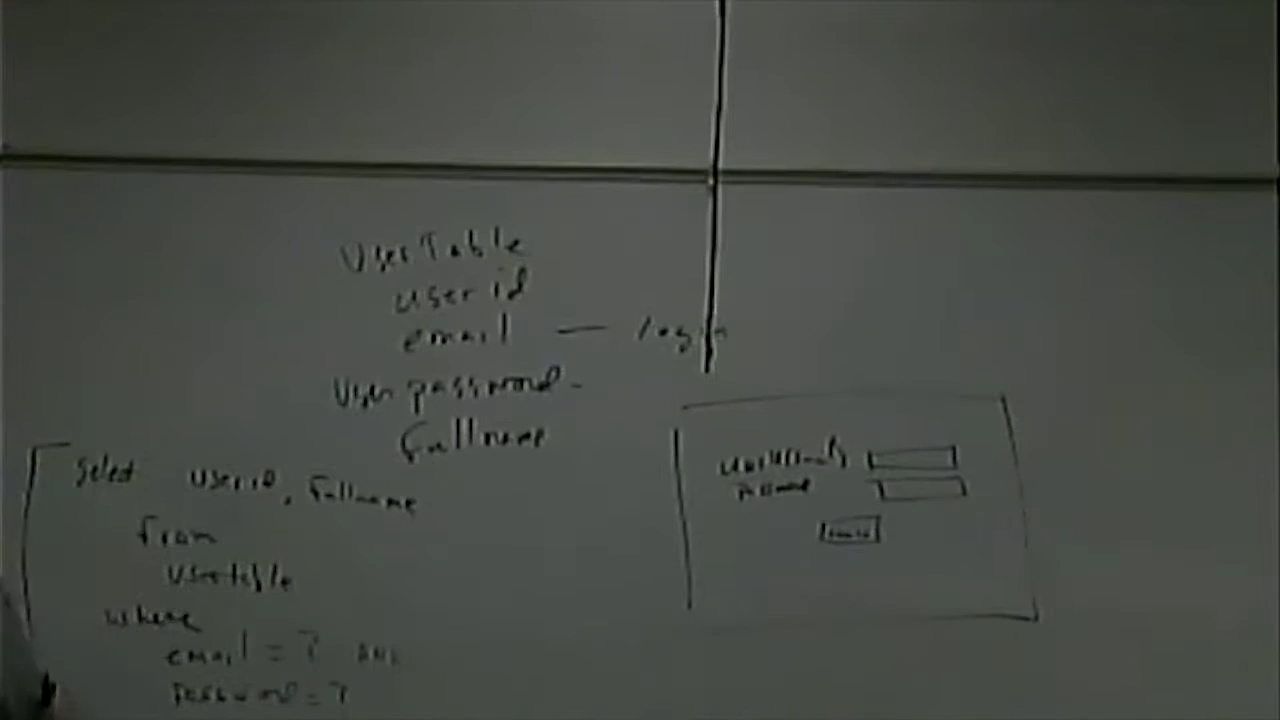 UserTable
userid
email — login
Userpassword
fullname
Select userid, fullname
from
usertable
where
email = ? and
password = ?